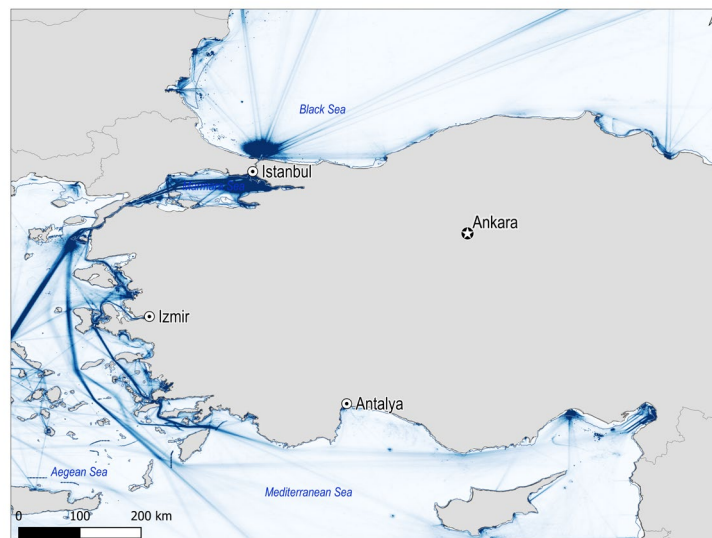 A
Black Sea
Istanbul
Ankara
Izmir
Antalya
Aegean Sea
Mediterranean Sea
0 100 200 km